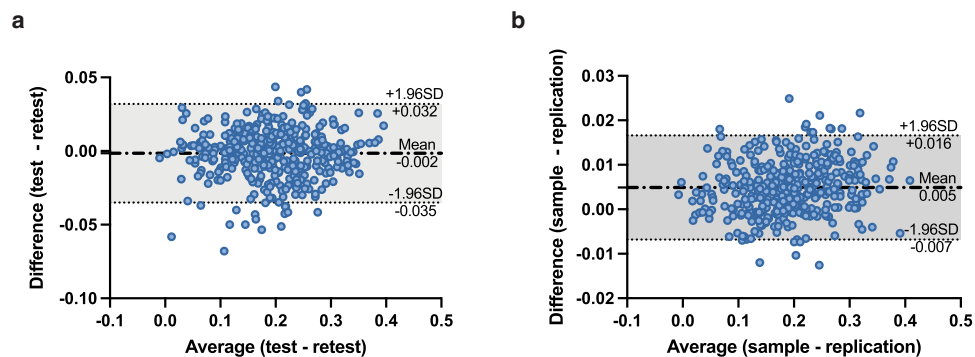 a
Difference (test - retest)
0.05
0.00
-0.05
-0.10
+1.96SD
+0.032
Mean
-0.002
-1.96SD
-0.035
-0.1
0.0
0.1
0.2
0.3
0.4
0.5
Average (test - retest)
b
Difference (sample - replication)
0.03
0.02
0.01
0.00
-0.01
-0.02
+1.96SD
+0.016
Mean
0.005
-1.96SD
-0.007
-0.1
0.0
0.1
0.2
0.3
0.4
0.5
Average (sample - replication)